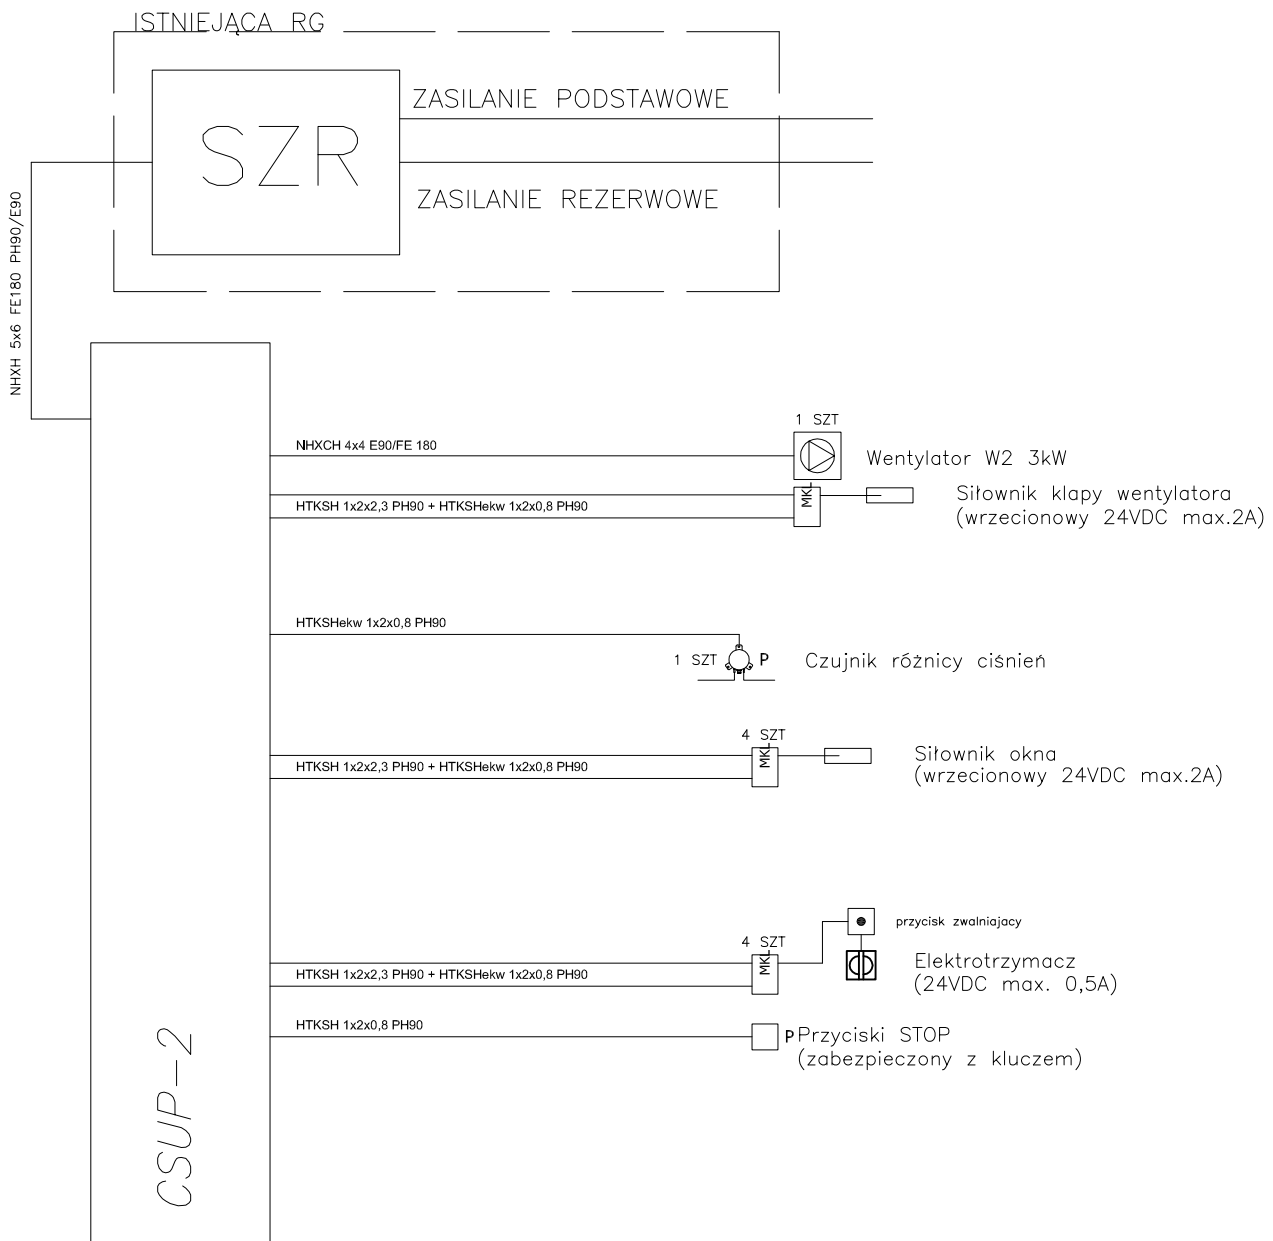 ISTNIEJĄCA RG
ZASILANIE PODSTAWOWE
SZR
ZASILANIE REZERWOWE
NHXH 5x6 FE180 PH90/E90
1 SZT
NHXCH 4x4 E90/FE 180
Wentylator W2 3kW
MKL
Siłownik klapy wentylatora
HTKSH 1x2x2,3 PH90 + HTKSHekw 1x2x0,8 PH90
(wrzecionowy 24VDC max.2A)
HTKSHekw 1x2x0,8 PH90
1 SZT
P
Czujnik różnicy ciśnień
4 SZT
MKL
Siłownik okna
HTKSH 1x2x2,3 PH90 + HTKSHekw 1x2x0,8 PH90
(wrzecionowy 24VDC max.2A)
przycisk zwalniajacy
4 SZT
MKL
Elektrotrzymacz
HTKSH 1x2x2,3 PH90 + HTKSHekw 1x2x0,8 PH90
(24VDC max. 0,5A)
HTKSH 1x2x0,8 PH90
P Przyciski STOP
(zabezpieczony z kluczem)
CSUP-2